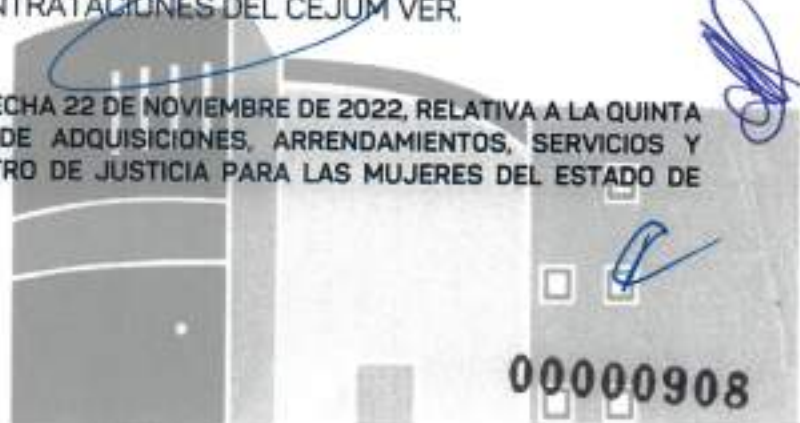 NTRATACIONES DEL CEJUM VER.
ECHA 22 DE NOVIEMBRE DE 2022, RELATIVA A LA QUINTA
DE ADQUISICIONES, ARRENDAMIENTOS, SERVICIOS Y
TRO DE JUSTICIA PARA LAS MUJERES DEL ESTADO DE
00000908